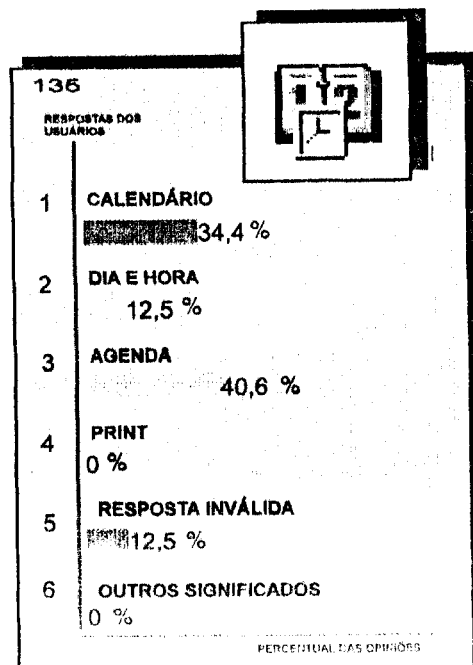 136
RESPOSTAS DOS
USUÁRIOS
1 CALENDÁRIO
34,4 %
2 DIA E HORA
12,5 %
3 AGENDA
40,6 %
4 PRINT
0 %
5 RESPOSTA INVÁLIDA
12,5 %
6 OUTROS SIGNIFICADOS
0 %
PERCENTUAL DAS OPINIÕES